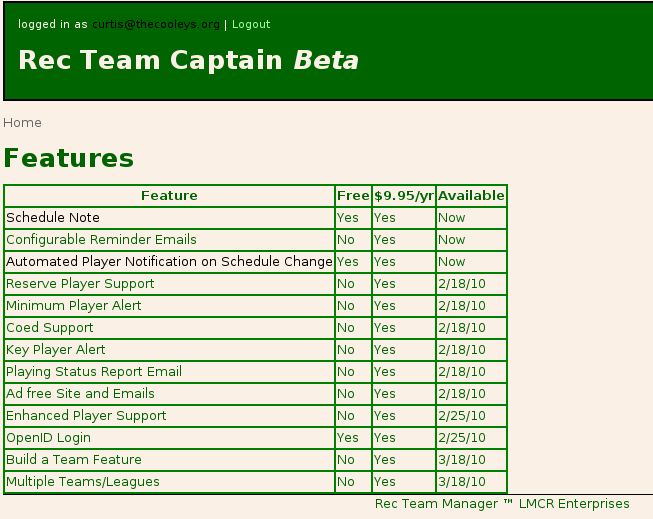 logged in as curtis@thecooleys.org | Logout
Rec Team Captain Beta
Home
Features
Feature Free $9.95/yr Available
Schedule Note Yes Yes Now
Configurable Reminder Emails No Yes Now
Automated Player Notification on Schedule Change Yes Yes Now
Reserve Player Support No Yes 2/18/10
Minimum Player Alert No Yes 2/18/10
Coed Support No Yes 2/18/10
Key Player Alert No Yes 2/18/10
Playing Status Report Email No Yes 2/18/10
Ad free Site and Emails No Yes 2/18/10
Enhanced Player Support No Yes 2/25/10
OpenID Login Yes Yes 2/25/10
Build a Team Feature No Yes 3/18/10
Multiple Teams/Leagues No Yes 3/18/10
Rec Team Manager ™ LMCR Enterprises